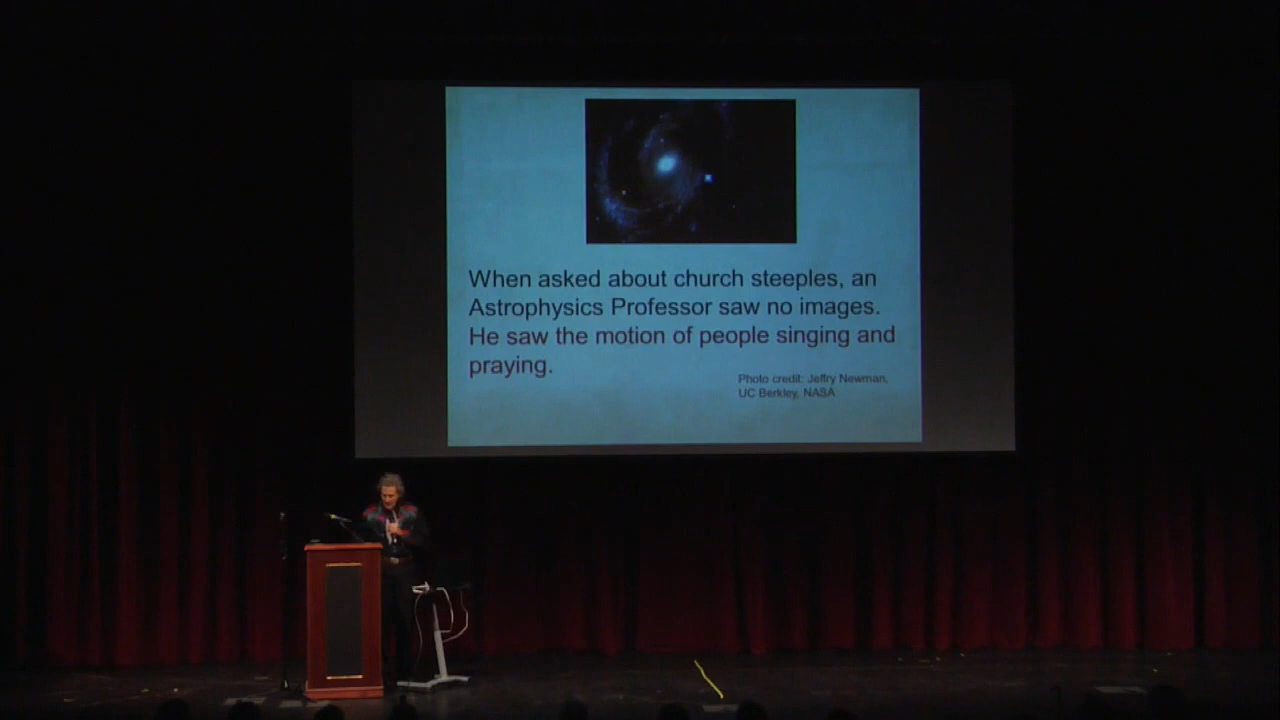 When asked about church steeples, an
Astrophysics Professor saw no images.
He saw the motion of people singing and
praying.
Photo credit: Jeffry Newman,
UC Berkley, NASA